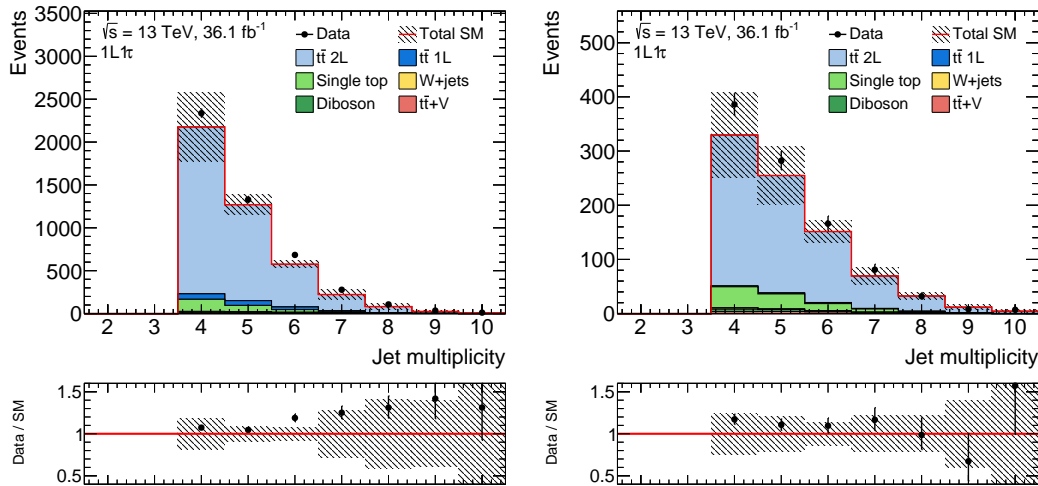 Events
√s = 13 TeV, 36.1 fb⁻¹
1L1π
Data
Total SM
tt̄ 2L
tt̄ 1L
Single top
W+jets
Diboson
tt̄+V
3500
3000
2500
2000
1500
1000
500
0
2 3 4 5 6 7 8 9 10
Jet multiplicity
Data / SM
1.5
1
0.5
Events
√s = 13 TeV, 36.1 fb⁻¹
1L1π
Data
Total SM
tt̄ 2L
tt̄ 1L
Single top
W+jets
Diboson
tt̄+V
500
400
300
200
100
0
2 3 4 5 6 7 8 9 10
Jet multiplicity
Data / SM
1.5
1
0.5